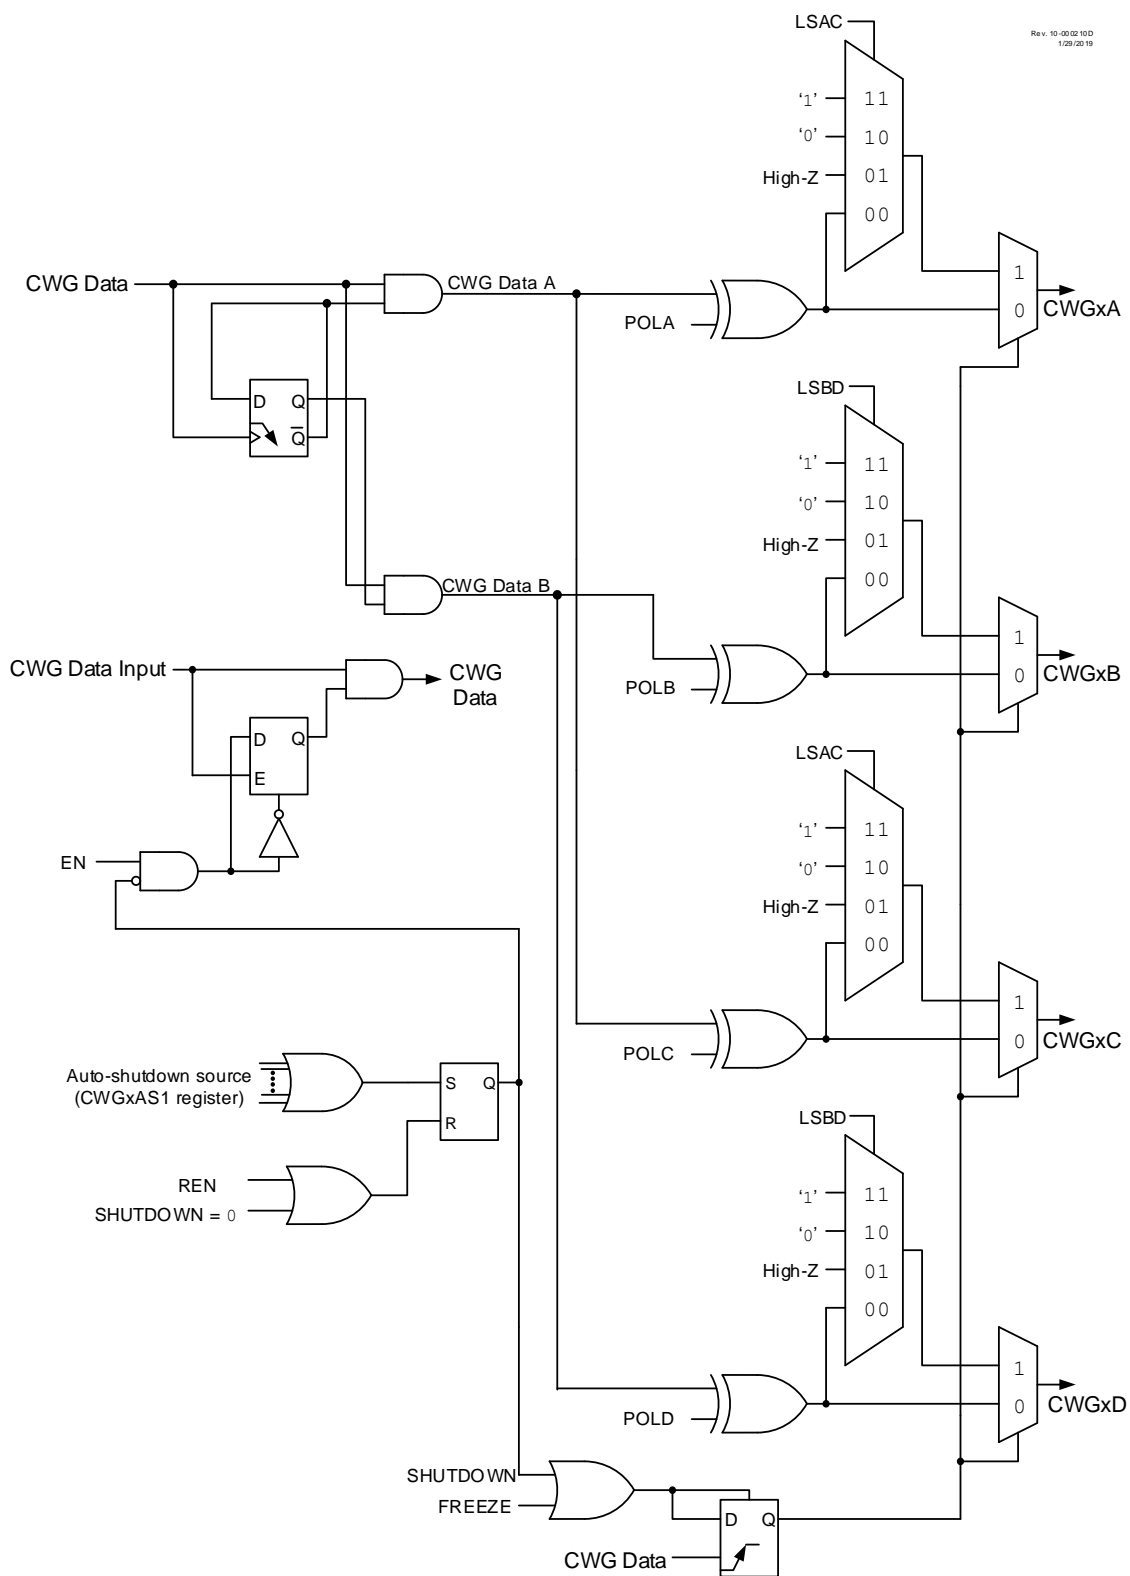 Rev. 10-000210D
1/29/2019
LSAC
‘1’
11
‘0’
10
High-Z
01
00
CWG Data
CWG Data A
POLA
1
0
CWGxA
D Q
Q
LSBD
‘1’
11
‘0’
10
High-Z
01
00
CWG Data B
POLB
1
0
CWGxB
CWG Data Input
CWG
Data
D Q
E
EN
LSAC
‘1’
11
‘0’
10
High-Z
01
00
POLC
1
0
CWGxC
Auto-shutdown source
(CWGxAS1 register)
S Q
R
REN
SHUTDOWN = 0
LSBD
‘1’
11
‘0’
10
High-Z
01
00
POLD
1
0
CWGxD
SHUTDOWN
FREEZE
D Q
CWG Data